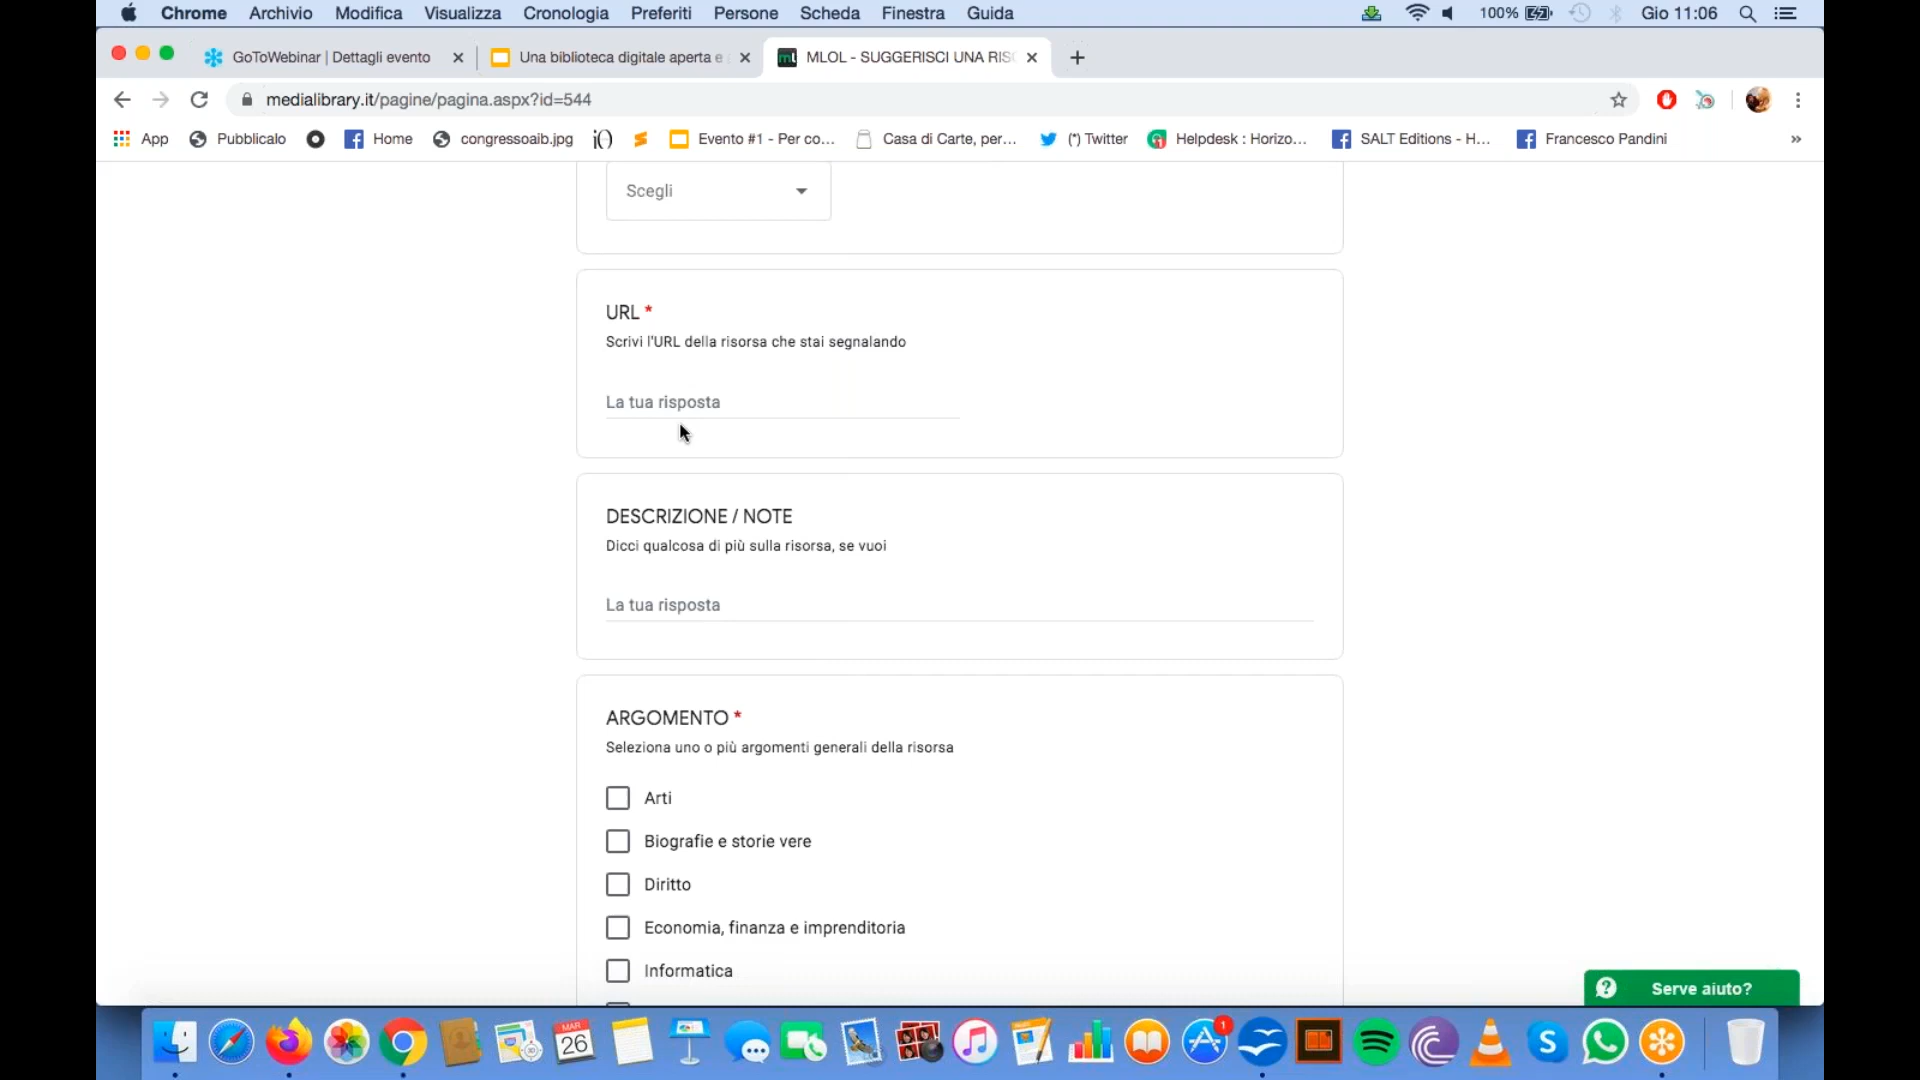 Chrome Archivio Modifica Visualizza Cronologia Preferiti Persone Scheda Finestra Guida 100% Gio 11:06
GoToWebinar | Dettagli evento Una biblioteca digitale aperta e MLOL - SUGGERISCI UNA RIS
medialibrary.it/pagine/pagina.aspx?id=544
App Pubblicalo Home congressoaib.jpg Evento #1 - Per co... Casa di Carte, per... (*) Twitter Helpdesk : Horizo... SALT Editions - H... Francesco Pandini »
Scegli
URL *
Scrivi l'URL della risorsa che stai segnalando
La tua risposta
DESCRIZIONE / NOTE
Dicci qualcosa di più sulla risorsa, se vuoi
La tua risposta
ARGOMENTO *
Seleziona uno o più argomenti generali della risorsa
Arti
Biografie e storie vere
Diritto
Economia, finanza e imprenditoria
Informatica
Serve aiuto?
MAR
26
1